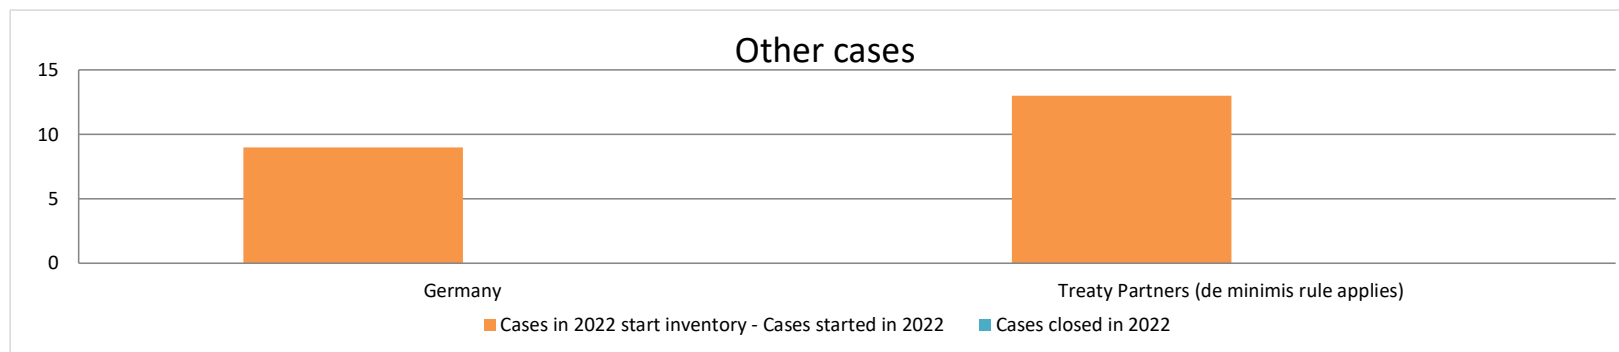 Other cases
15
10
5
0
Germany
Treaty Partners (de minimis rule applies)
Cases in 2022 start inventory - Cases started in 2022
Cases closed in 2022